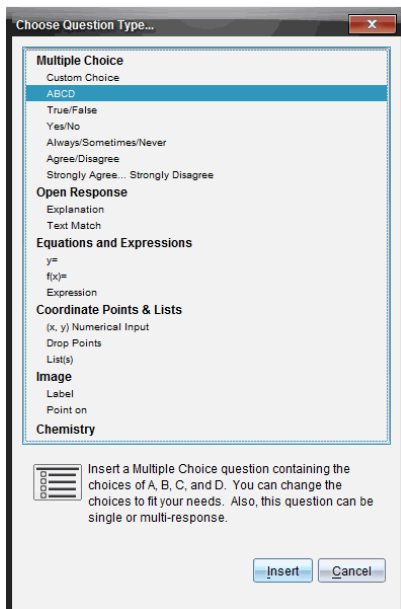 Choose Question Type...
Multiple Choice
Custom Choice
ABCD
True/False
Yes/No
Always/Sometimes/Never
Agree/Disagree
Strongly Agree... Strongly Disagree
Open Response
Explanation
Text Match
Equations and Expressions
y=
f(x)=
Expression
Coordinate Points & Lists
(x, y) Numerical Input
Drop Points
List(s)
Image
Label
Point on
Chemistry
Insert a Multiple Choice question containing the
choices of A, B, C, and D. You can change the
choices to fit your needs. Also, this question can be
single or multi-response.
Insert Cancel